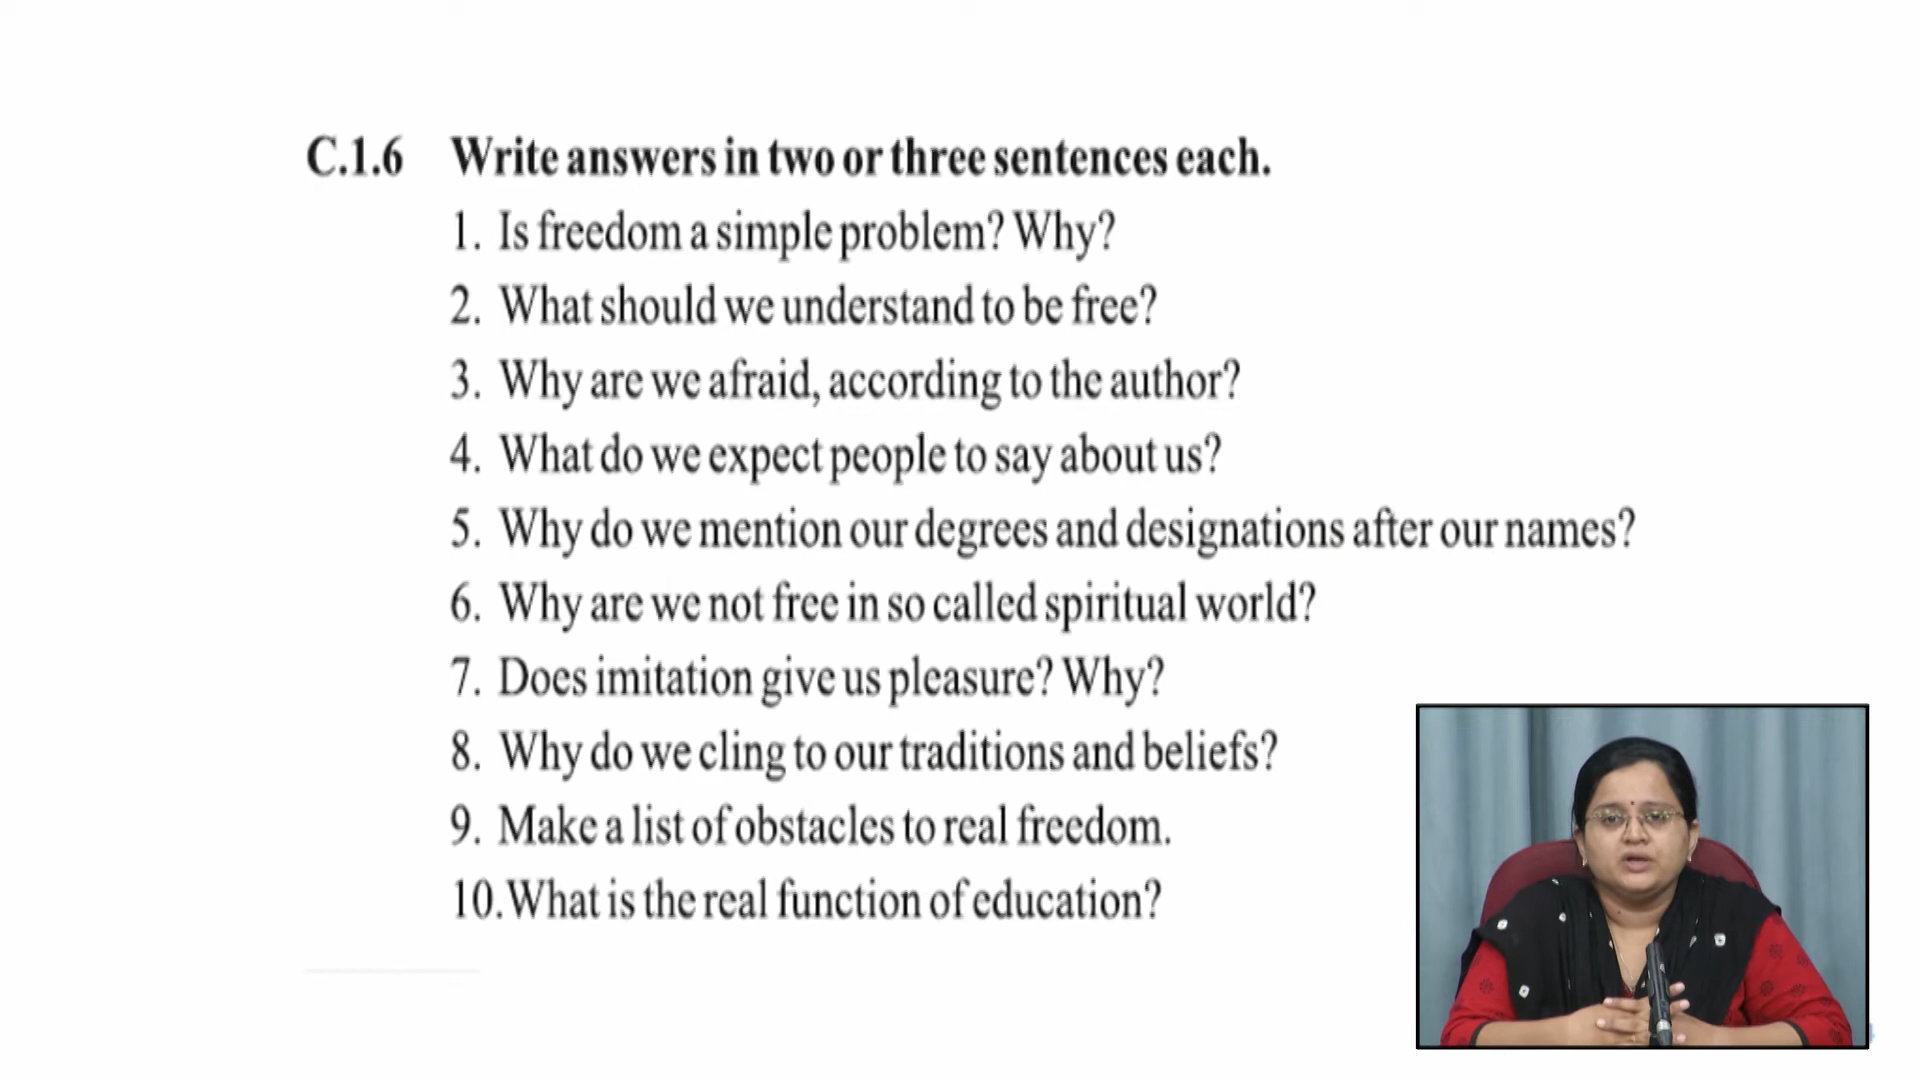 C.1.6 Write answers in two or three sentences each.
1. Is freedom a simple problem? Why?
2. What should we understand to be free?
3. Why are we afraid, according to the author?
4. What do we expect people to say about us?
5. Why do we mention our degrees and designations after our names?
6. Why are we not free in so called spiritual world?
7. Does imitation give us pleasure? Why?
8. Why do we cling to our traditions and beliefs?
9. Make a list of obstacles to real freedom.
10. What is the real function of education?